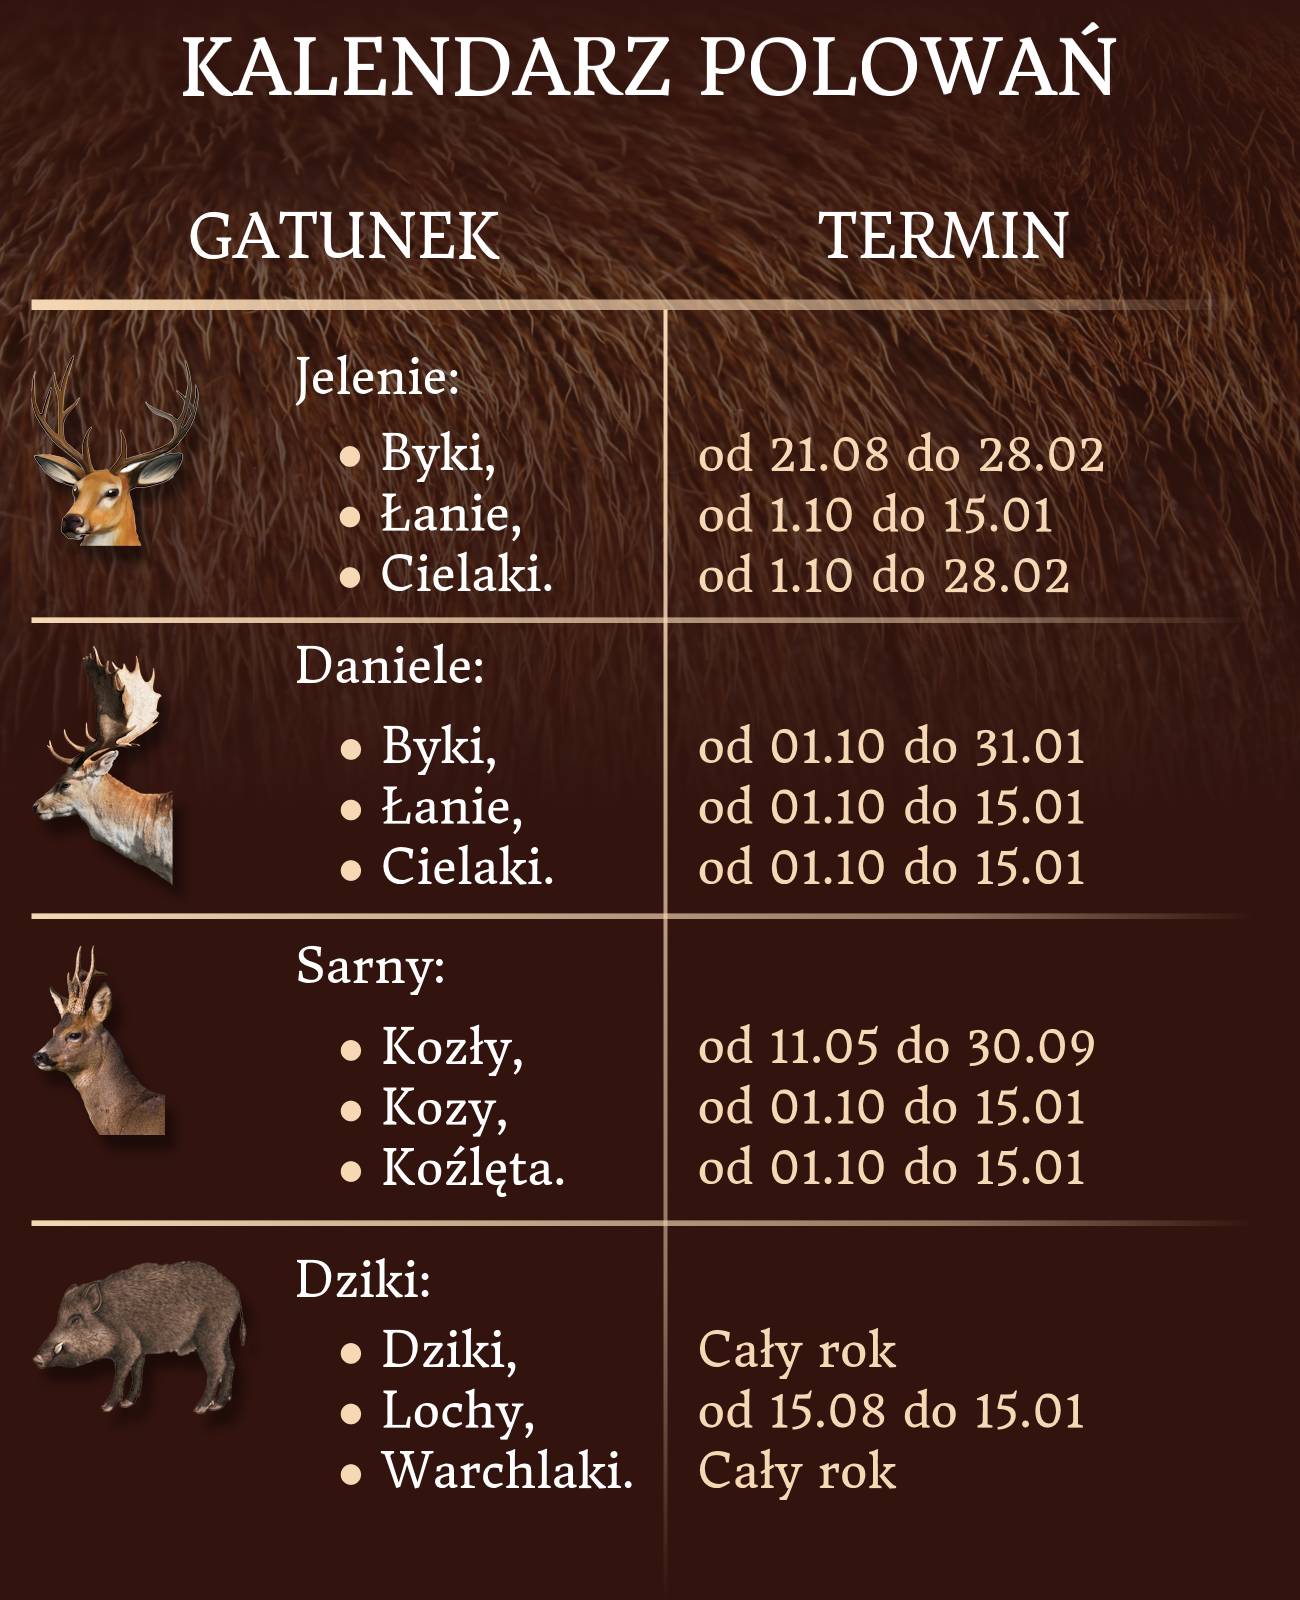 KALENDARZ POLOWAŃ
GATUNEK TERMIN
Jelenie:
• Byki, od 21.08 do 28.02
• Łanie, od 1.10 do 15.01
• Cielaki. od 1.10 do 28.02
Daniele:
• Byki, od 01.10 do 31.01
• Łanie, od 01.10 do 15.01
• Cielaki. od 01.10 do 15.01
Sarny:
• Kozły, od 11.05 do 30.09
• Kozy, od 01.10 do 15.01
• Koźlęta. od 01.10 do 15.01
Dziki:
• Dziki, Cały rok
• Lochy, od 15.08 do 15.01
• Warchlaki. Cały rok